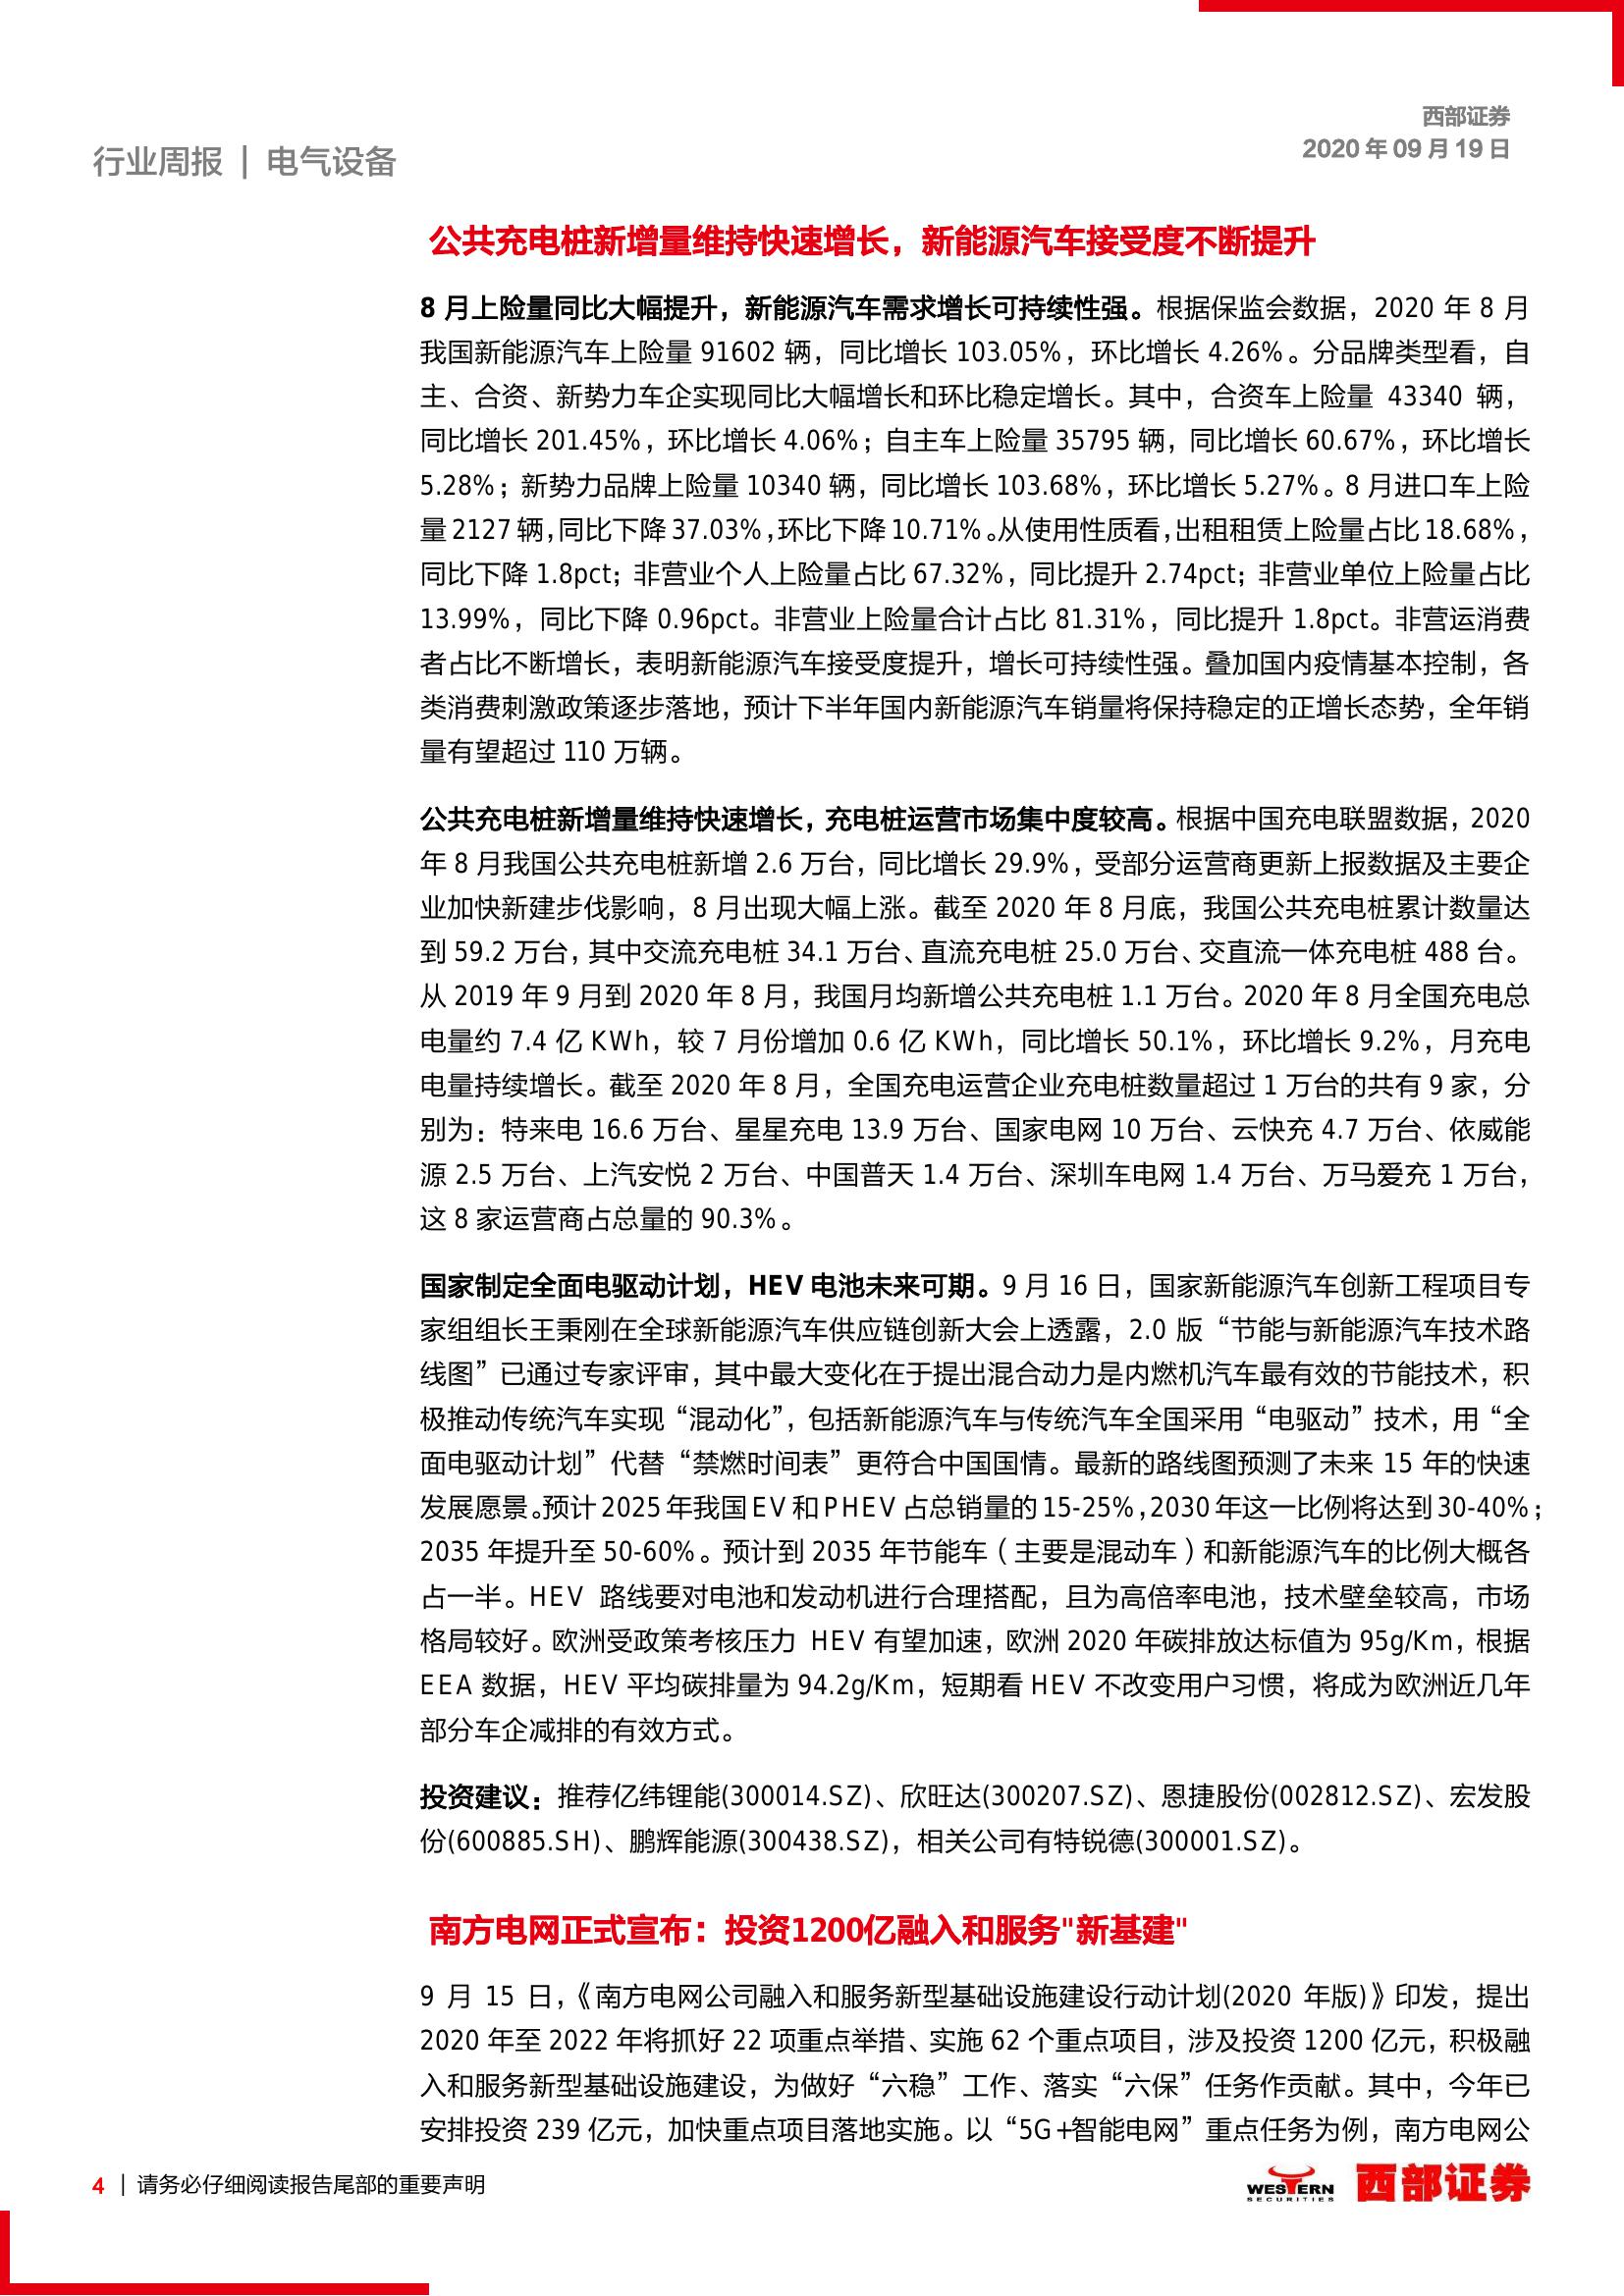 西部证券
2020 年 09 月 19 日
行业周报 | 电气设备
公共充电桩新增量维持快速增长，新能源汽车接受度不断提升
8 月上险量同比大幅提升，新能源汽车需求增长可持续性强。根据保监会数据，2020 年 8 月
我国新能源汽车上险量 91602 辆，同比增长 103.05%，环比增长 4.26%。分品牌类型看，自
主、合资、新势力车企实现同比大幅增长和环比稳定增长。其中，合资车上险量 43340 辆，
同比增长 201.45%，环比增长 4.06%；自主车上险量 35795 辆，同比增长 60.67%，环比增长
5.28%；新势力品牌上险量 10340 辆，同比增长 103.68%，环比增长 5.27%。8 月进口车上险
量 2127 辆，同比下降 37.03%，环比下降 10.71%。从使用性质看，出租租赁上险量占比 18.68%，
同比下降 1.8pct；非营业个人上险量占比 67.32%，同比提升 2.74pct；非营业单位上险量占比
13.99%，同比下降 0.96pct。非营业上险量合计占比 81.31%，同比提升 1.8pct。非营运消费
者占比不断增长，表明新能源汽车接受度提升，增长可持续性强。叠加国内疫情基本控制，各
类消费刺激政策逐步落地，预计下半年国内新能源汽车销量将保持稳定的正增长态势，全年销
量有望超过 110 万辆。
公共充电桩新增量维持快速增长，充电桩运营市场集中度较高。根据中国充电联盟数据，2020
年 8 月我国公共充电桩新增 2.6 万台，同比增长 29.9%，受部分运营商更新上报数据及主要企
业加快新建步伐影响，8 月出现大幅上涨。截至 2020 年 8 月底，我国公共充电桩累计数量达
到 59.2 万台，其中交流充电桩 34.1 万台、直流充电桩 25.0 万台、交直流一体充电桩 488 台。
从 2019 年 9 月到 2020 年 8 月，我国月均新增公共充电桩 1.1 万台。2020 年 8 月全国充电总
电量约 7.4 亿 KWh，较 7 月份增加 0.6 亿 KWh，同比增长 50.1%，环比增长 9.2%，月充电
电量持续增长。截至 2020 年 8 月，全国充电运营企业充电桩数量超过 1 万台的共有 9 家，分
别为：特来电 16.6 万台、星星充电 13.9 万台、国家电网 10 万台、云快充 4.7 万台、依威能
源 2.5 万台、上汽安悦 2 万台、中国普天 1.4 万台、深圳车电网 1.4 万台、万马爱充 1 万台，
这 8 家运营商占总量的 90.3%。
国家制定全面电驱动计划，HEV 电池未来可期。9 月 16 日，国家新能源汽车创新工程项目专
家组组长王秉刚在全球新能源汽车供应链创新大会上透露，2.0 版“节能与新能源汽车技术路
线图”已通过专家评审，其中最大变化在于提出混合动力是内燃机汽车最有效的节能技术，积
极推动传统汽车实现“混动化”，包括新能源汽车与传统汽车全国采用“电驱动”技术，用“全
面电驱动计划”代替“禁燃时间表”更符合中国国情。最新的路线图预测了未来 15 年的快速
发展愿景。预计 2025 年我国 EV 和 PHEV 占总销量的 15-25%，2030 年这一比例将达到 30-40%；
2035 年提升至 50-60%。预计到 2035 年节能车（主要是混动车）和新能源汽车的比例大概各
占一半。HEV 路线要对电池和发动机进行合理搭配，且为高倍率电池，技术壁垒较高，市场
格局较好。欧洲受政策考核压力 HEV 有望加速，欧洲 2020 年碳排放达标值为 95g/Km，根据
EEA 数据，HEV 平均碳排量为 94.2g/Km，短期看 HEV 不改变用户习惯，将成为欧洲近几年
部分车企减排的有效方式。
投资建议：推荐亿纬锂能(300014.SZ)、欣旺达(300207.SZ)、恩捷股份(002812.SZ)、宏发股
份(600885.SH)、鹏辉能源(300438.SZ)，相关公司有特锐德(300001.SZ)。
南方电网正式宣布：投资1200亿融入和服务"新基建"
9 月 15 日，《南方电网公司融入和服务新型基础设施建设行动计划(2020 年版)》印发，提出
2020 年至 2022 年将抓好 22 项重点举措、实施 62 个重点项目，涉及投资 1200 亿元，积极融
入和服务新型基础设施建设，为做好“六稳”工作、落实“六保”任务作贡献。其中，今年已
安排投资 239 亿元，加快重点项目落地实施。以“5G+智能电网”重点任务为例，南方电网公
4 | 请务必仔细阅读报告尾部的重要声明
WESTERN
SECURITIES
西部证券